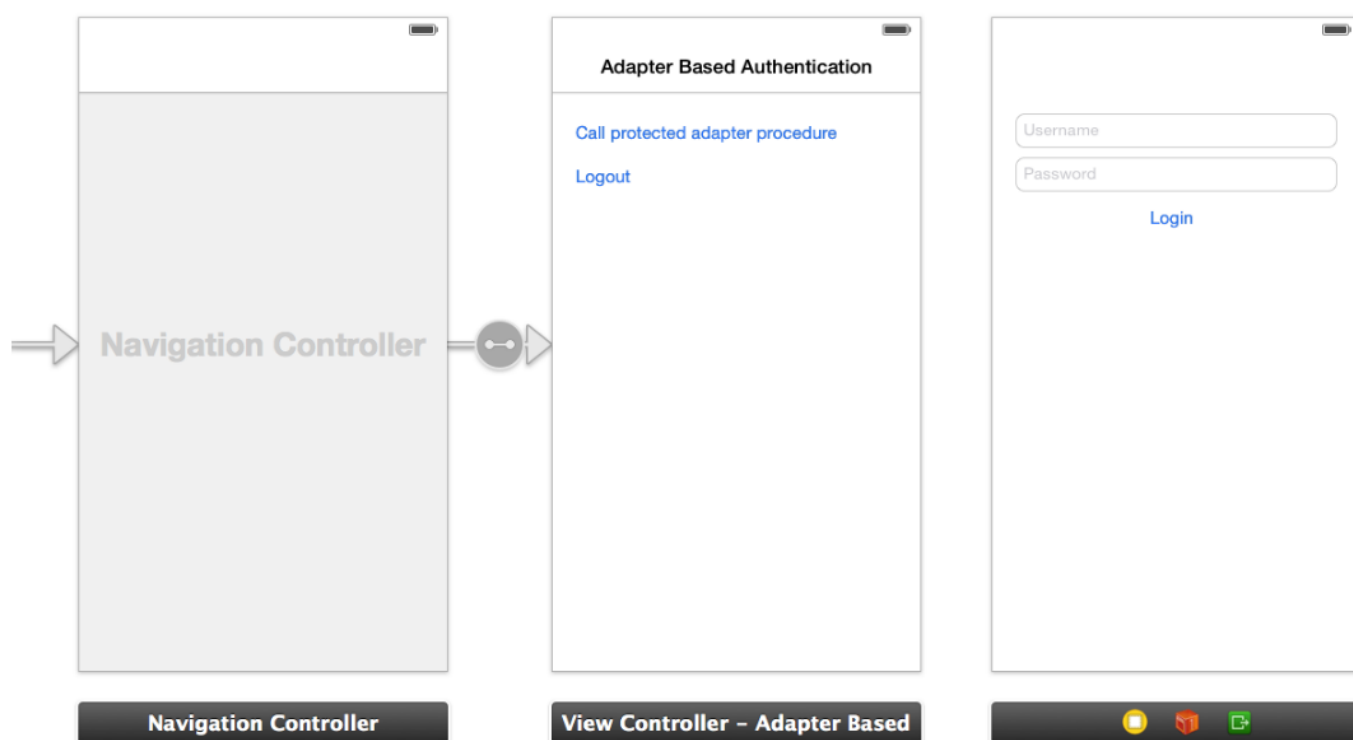 Adapter Based Authentication
Call protected adapter procedure
Logout
Username
Password
Login
Navigation Controller
Navigation Controller
View Controller – Adapter Based